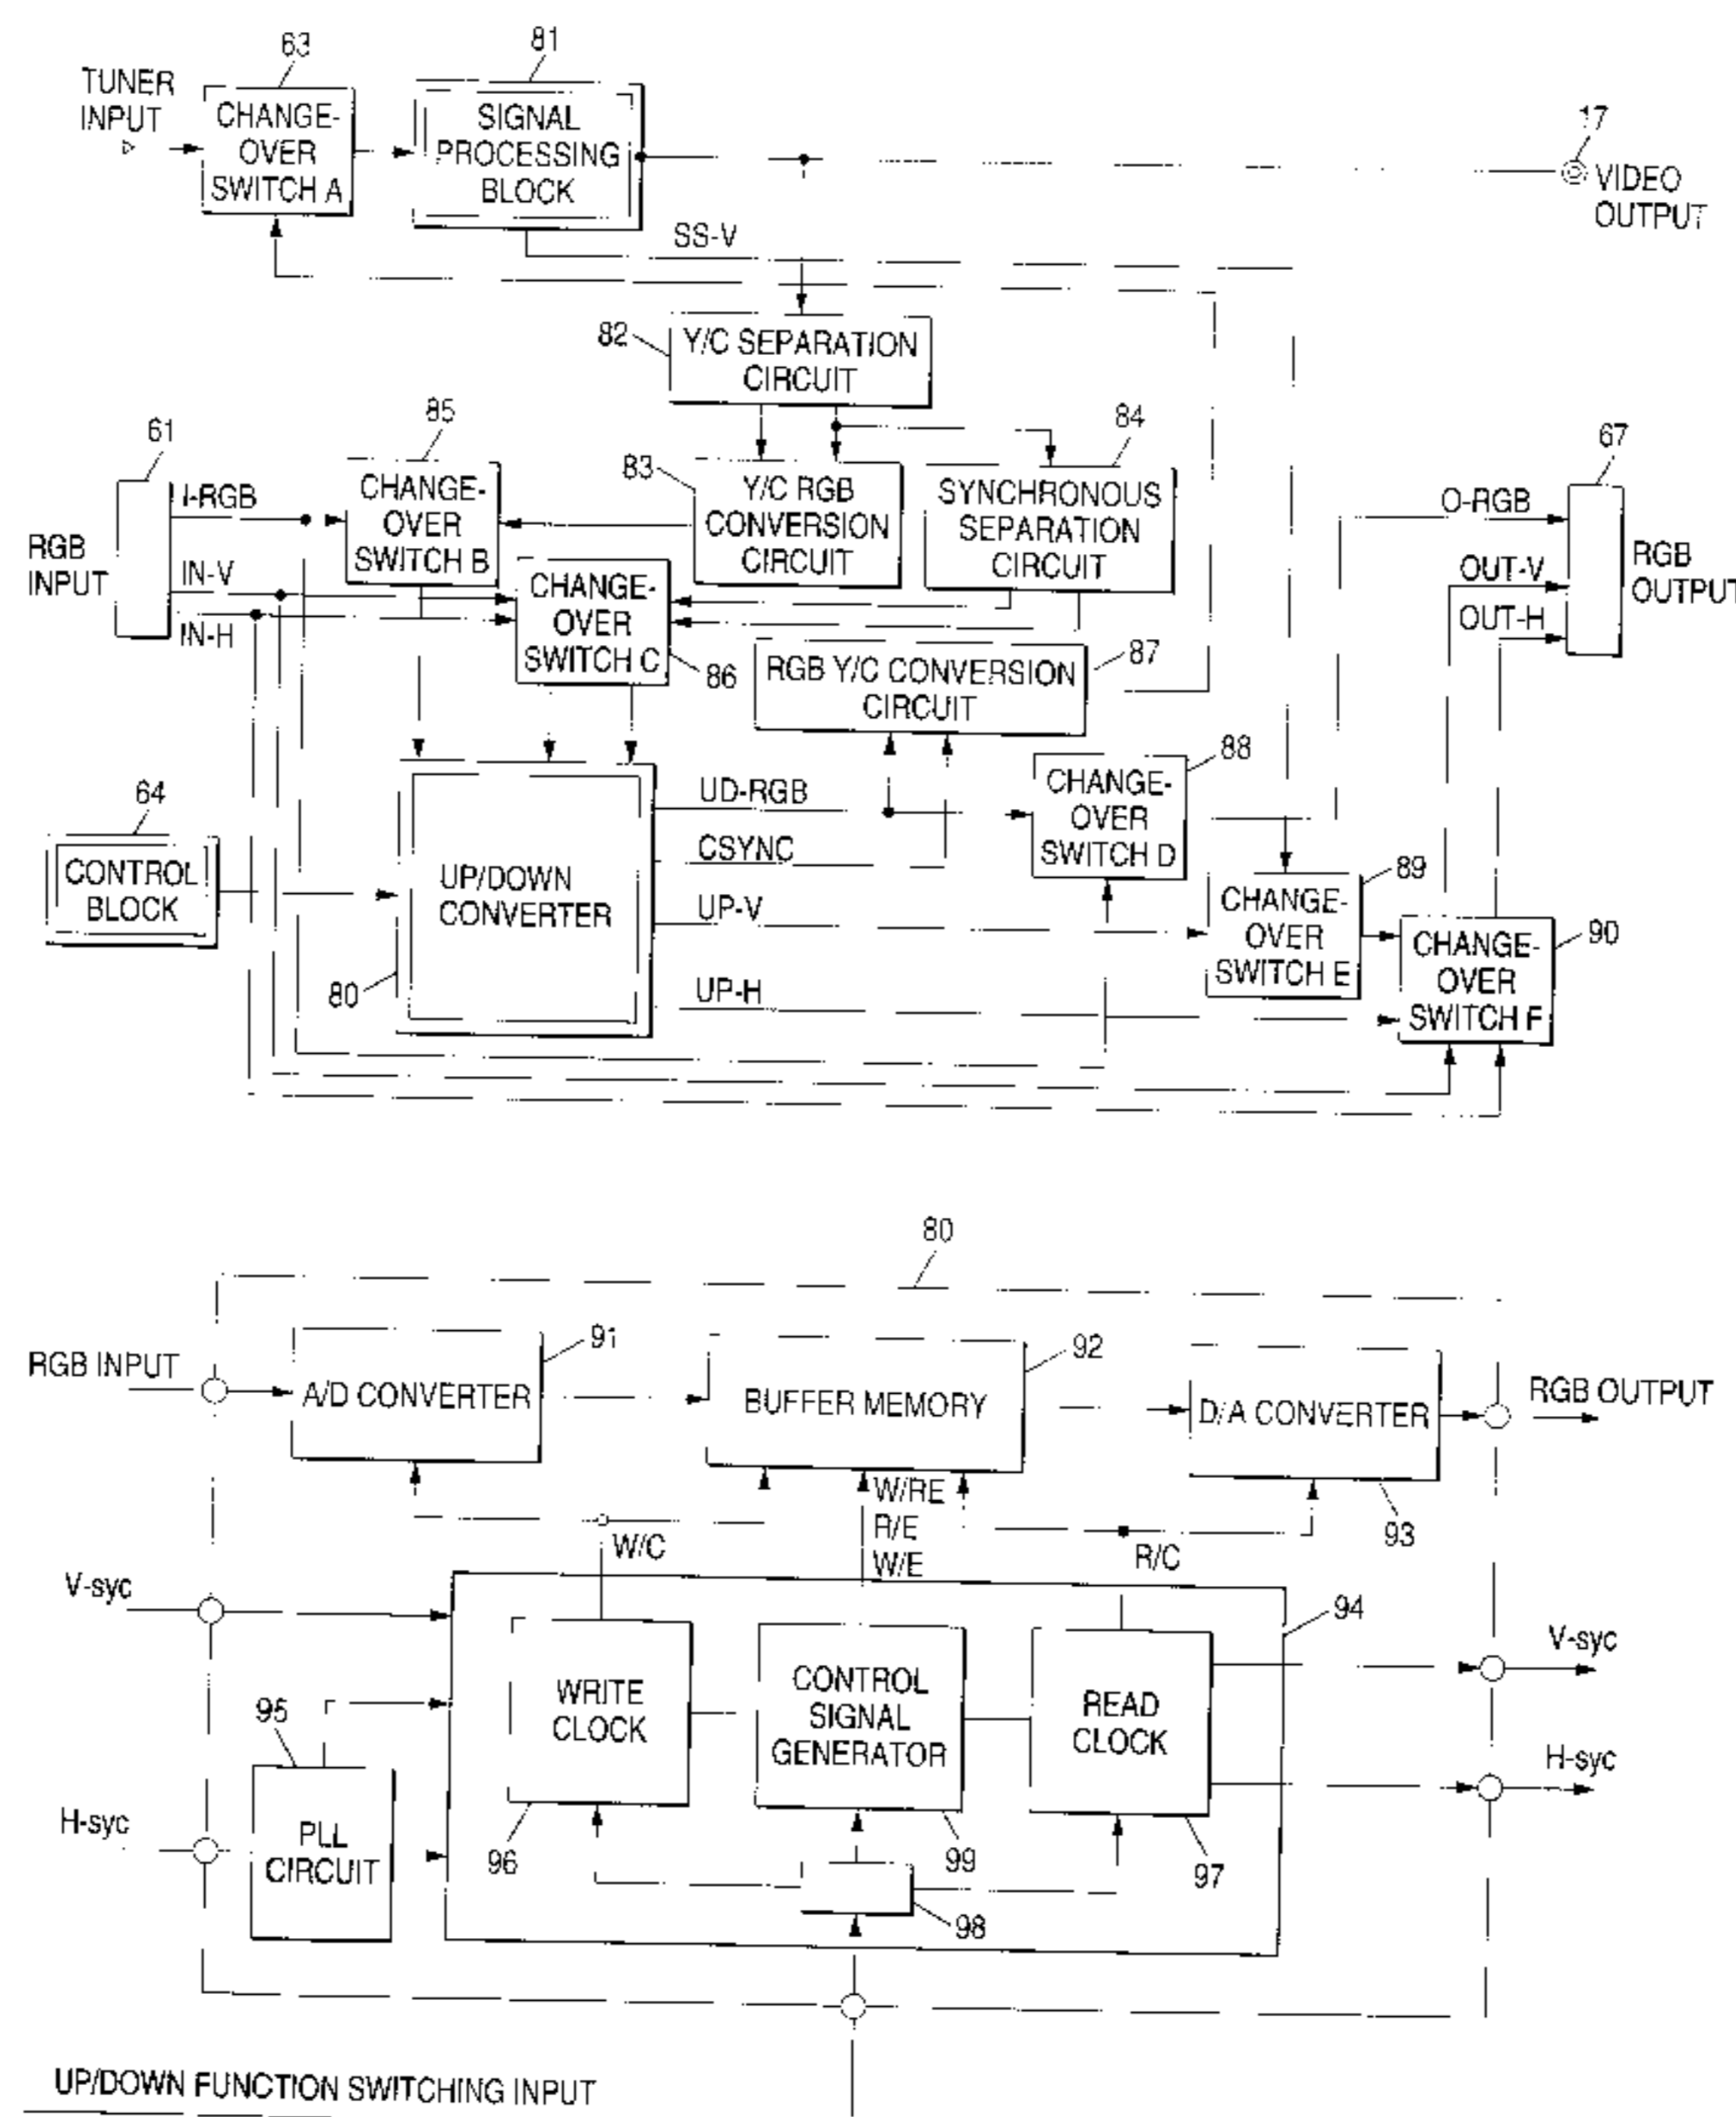 63
81
TUNER
INPUT
CHANGE-
OVER
SWITCH A
SIGNAL
PROCESSING
BLOCK
17
VIDEO
OUTPUT
SS-V
82
Y/C SEPARATION
CIRCUIT
61
85
84
67
83
I-RGB
CHANGE-
OVER
SWITCH B
Y/C RGB
CONVERSION
CIRCUIT
SYNCHRONOUS
SEPARATION
CIRCUIT
O-RGB
RGB
INPUT
IN-V
IN-H
CHANGE-
OVER
SWITCH C
OUT-V
OUT-H
RGB
OUTPUT
86
RGB Y/C CONVERSION
CIRCUIT
87
88
64
UD-RGB
CHANGE-
OVER
SWITCH D
CONTROL
BLOCK
UP/DOWN
CONVERTER
CSYNC
UP-V
CHANGE-
OVER
SWITCH E
89
80
UP-H
CHANGE-
OVER
SWITCH F
90
80
RGB INPUT
A/D CONVERTER
91
BUFFER MEMORY
92
D/A CONVERTER
RGB OUTPUT
W/C
W/RE
R/E
W/E
R/C
93
V-syc
94
V-syc
WRITE
CLOCK
CONTROL
SIGNAL
GENERATOR
READ
CLOCK
95
H-syc
H-syc
PLL
CIRCUIT
96
99
97
98
UP/DOWN FUNCTION SWITCHING INPUT